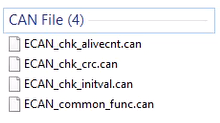 CAN File (4)
ECAN_chk_alivecnt.can
ECAN_chk_crc.can
ECAN_chk_initval.can
ECAN_common_func.can